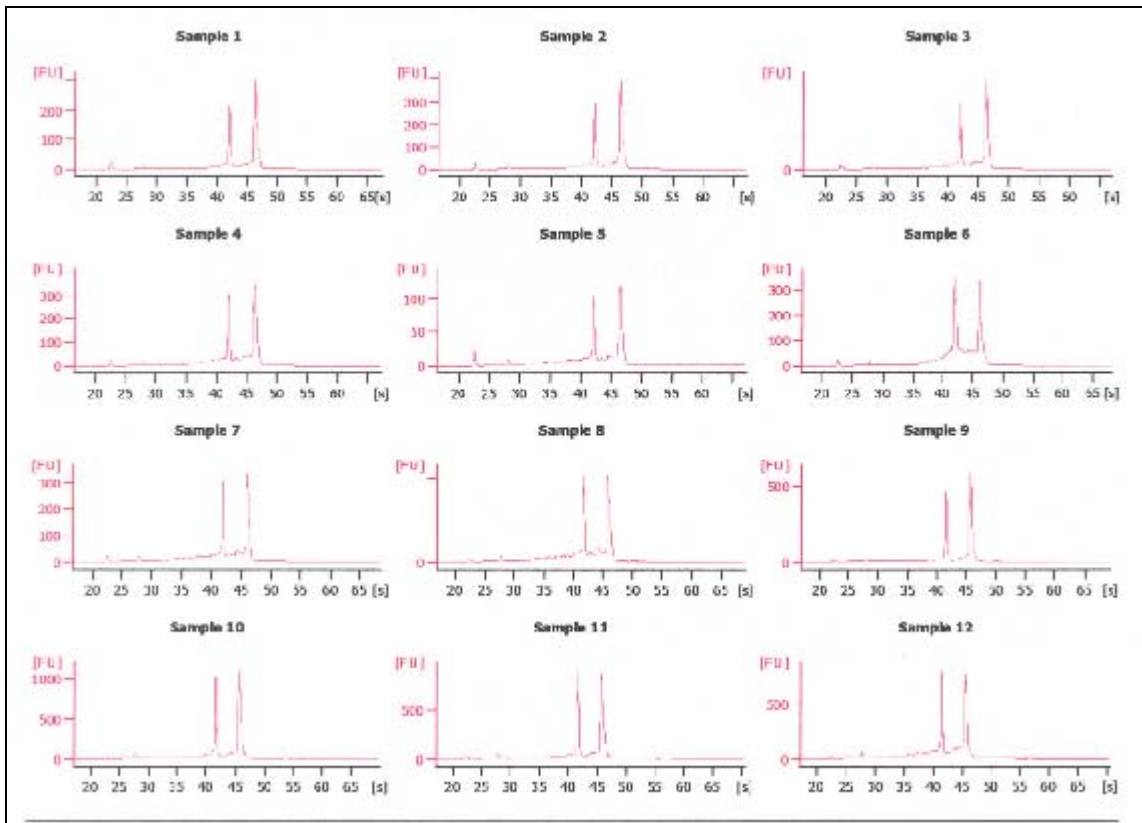 Sample 1 Sample 2 Sample 3
[FU] [FU] [FU]
200 300
100 200
100
0 0 0
20 25 30 35 40 45 50 55 60 65[s] 20 25 30 35 40 45 50 55 60 [s] 20 25 30 35 40 45 50 55 50 [s]
Sample 4 Sample 5 Sample 6
[FU]
300 100 300
200 50 200
100 100
0 0 0
20 25 30 35 40 45 50 55 60 [s] 20 25 30 35 40 45 50 55 60 [s] 20 25 30 35 40 45 50 55 60 65 [s]
Sample 7 Sample 8 Sample 9
[FU] [FU] [FU]
300 500
200
100
0 0 0
20 25 30 35 40 45 50 55 60 65 [s] 20 25 30 35 40 45 50 55 60 65 [s] 20 25 30 35 40 45 50 55 60 65 [s]
Sample 10 Sample 11 Sample 12
[FU] [FU] [FU]
1000 500 500
500
0 0 0
20 25 30 35 40 45 50 55 60 65 [s] 20 25 30 35 40 45 50 55 60 65 [s] 20 25 30 35 40 45 50 55 60 65 [s]